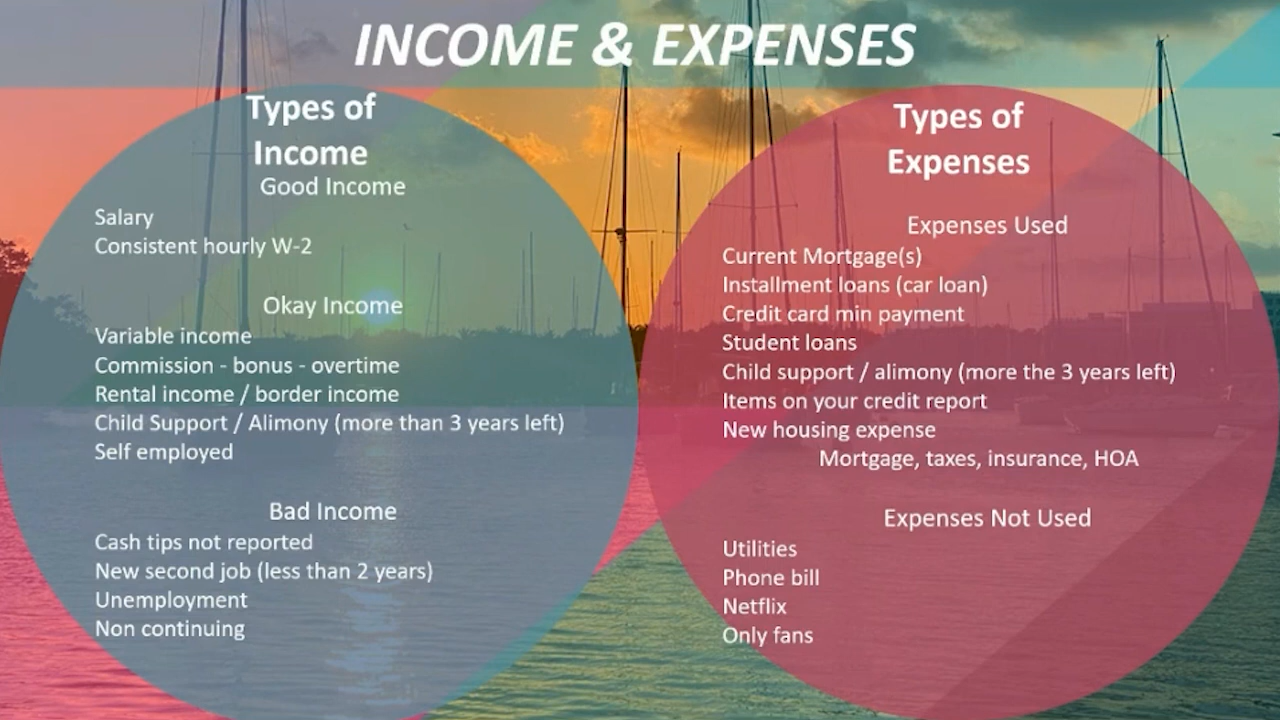 INCOME & EXPENSES
Types of
Income
Good Income
Salary
Consistent hourly W-2
Okay Income
Variable income
Commission - bonus - overtime
Rental income / border income
Child Support / Alimony (more than 3 years left)
Self employed
Bad Income
Cash tips not reported
New second job (less than 2 years)
Unemployment
Non continuing
Types of
Expenses
Expenses Used
Current Mortgage(s)
Installment loans (car loan)
Credit card min payment
Student loans
Child support / alimony (more the 3 years left)
Items on your credit report
New housing expense
Mortgage, taxes, insurance, HOA
Expenses Not Used
Utilities
Phone bill
Netflix
Only fans